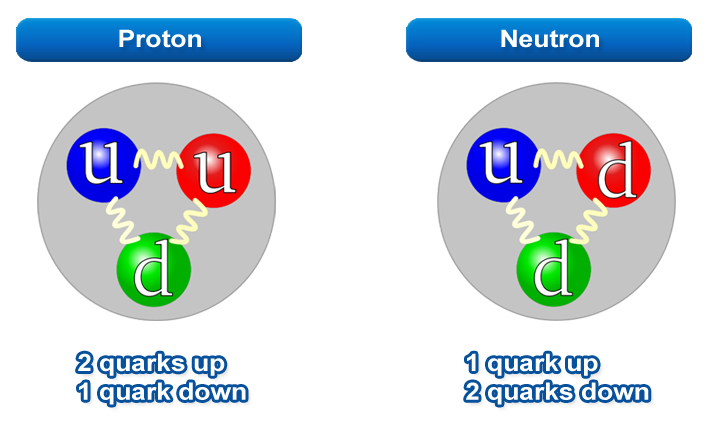 Proton
Neutron
u u
d
u d
d
2 quarks up
1 quark down
1 quark up
2 quarks down